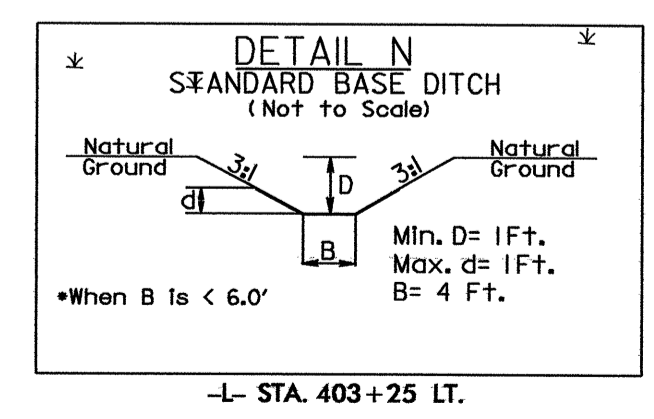 DETAIL N
STANDARD BASE DITCH
(Not to Scale)
Natural
Ground
3:1
D
3:1
Natural
Ground
d
B
Min. D= 1Ft.
Max. d= 1Ft.
B= 4 Ft.
*When B is < 6.0'
-L- STA. 403+25 LT.